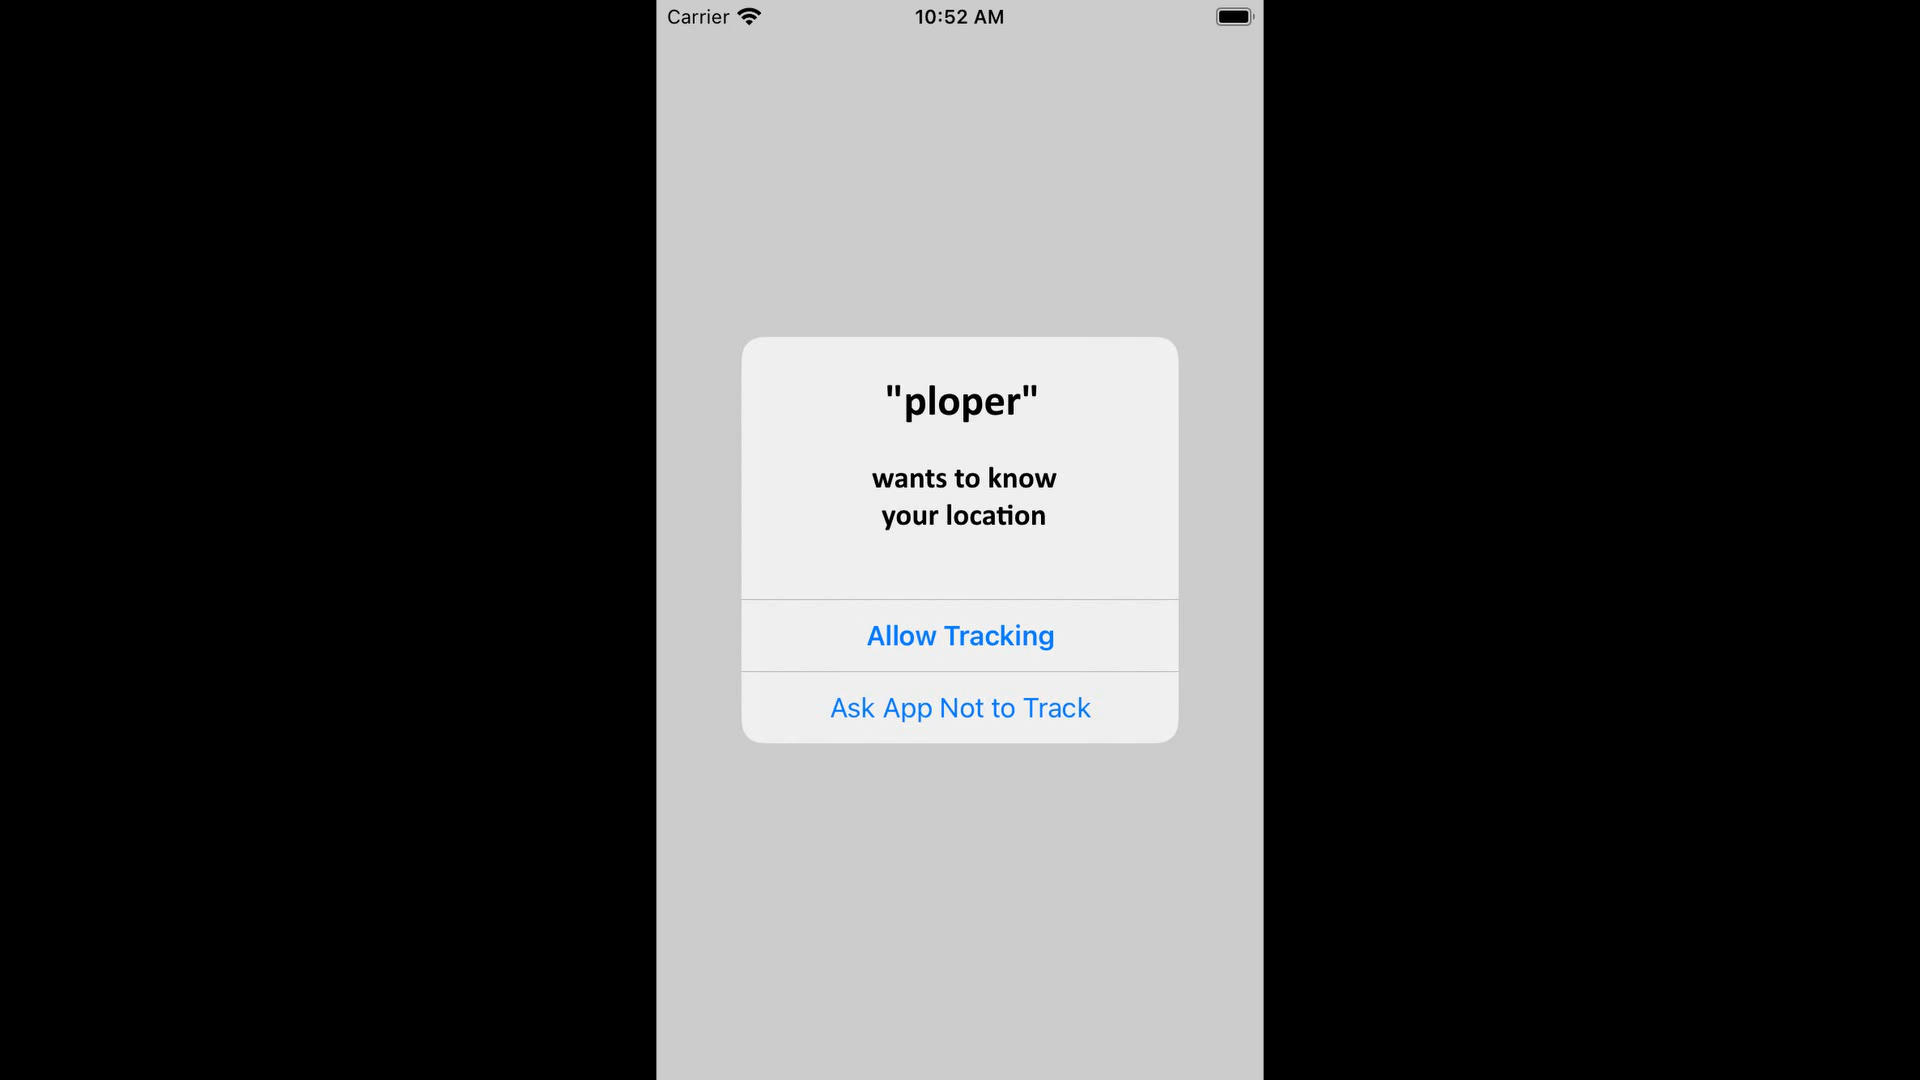 Carrier 10:52 AM
"ploper"
wants to know
your location
Allow Tracking
Ask App Not to Track